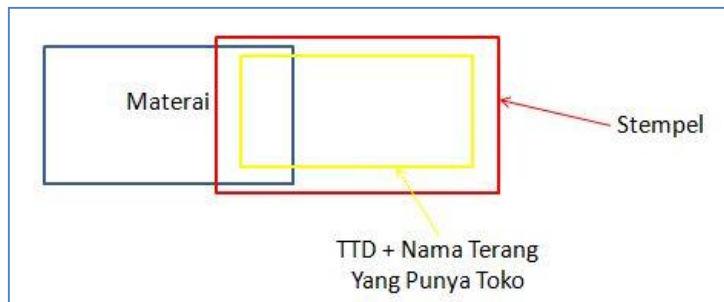 Materai
Stempel
TTD + Nama Terang
Yang Punya Toko